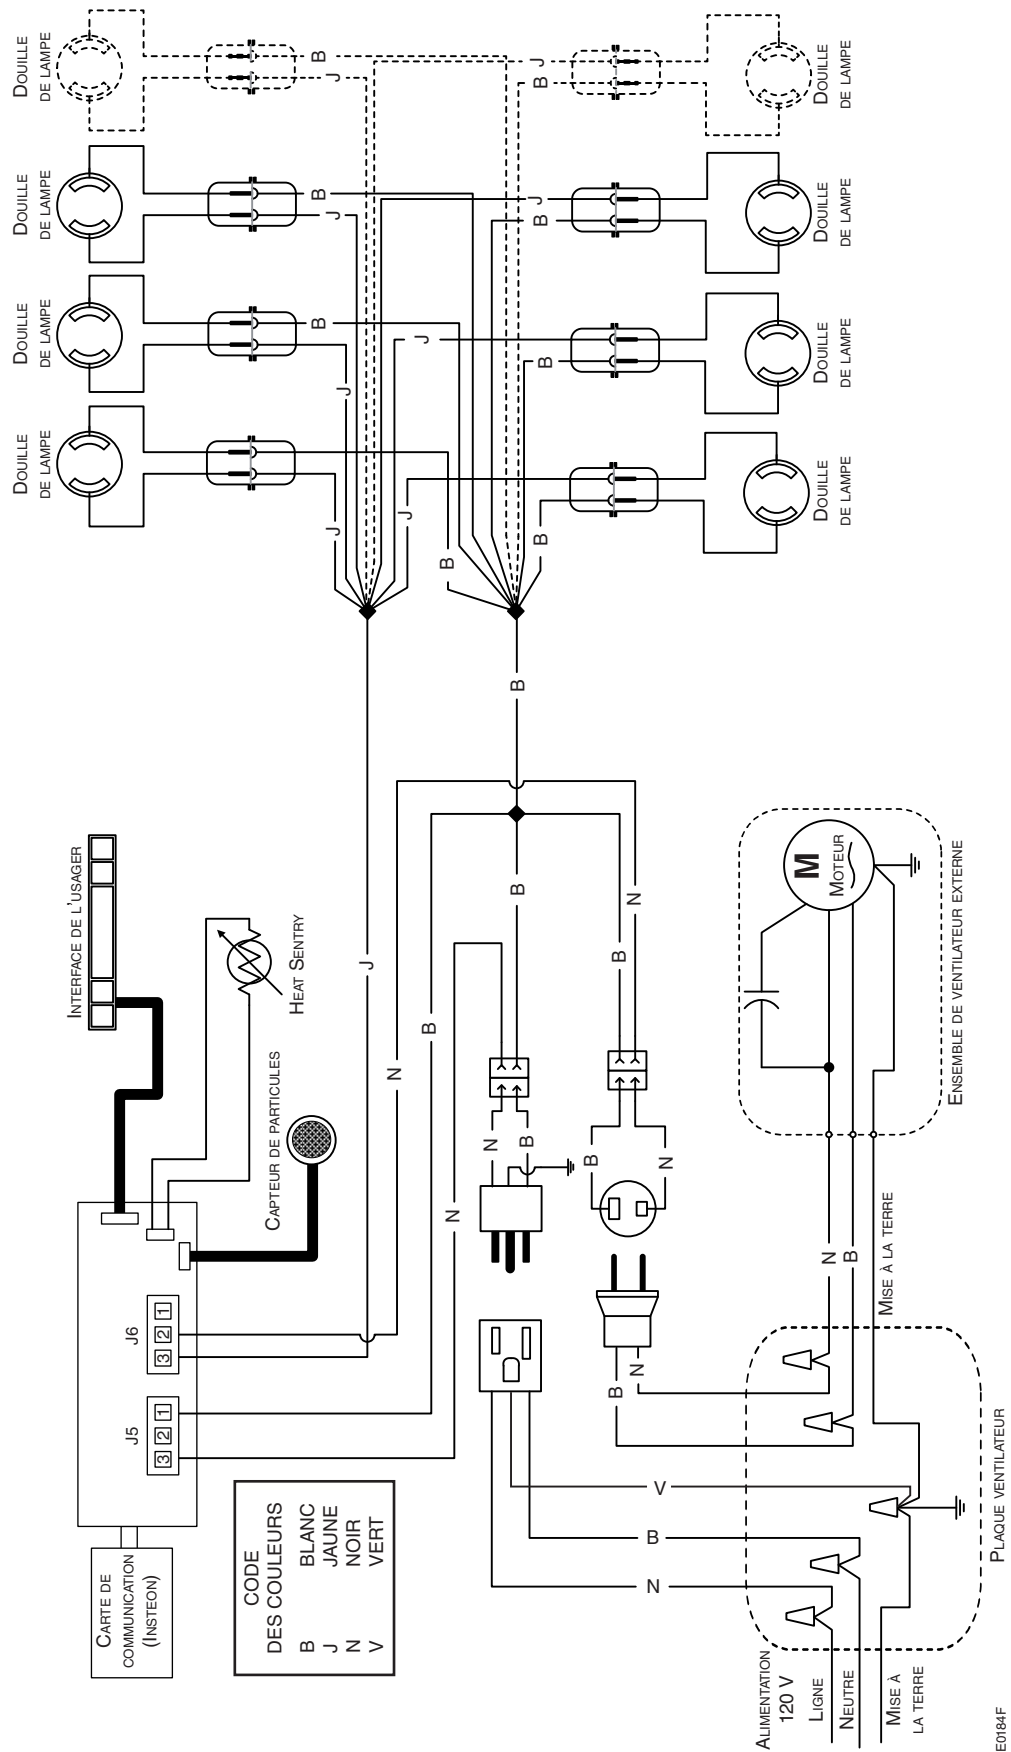 CARTE DE
COMMUNICATION
(INSTEON)
J5
3 2 1
J6
3 2 1
INTERFACE DE L'USAGER
HEAT SENTRY
CAPTEUR DE PARTICULES
DOUILLE
DE LAMPE
DOUILLE
DE LAMPE
DOUILLE
DE LAMPE
DOUILLE
DE LAMPE
CODE
DES COULEURS
B BLANC
J JAUNE
N NOIR
V VERT
B
J
B
J
B
J
J
B
J
J
J
B
B
J
B
J
B
J
B
B
N
B
N
B
B
N
N
B
B
N
B
N
B
N
V
B
N
N
B
ALIMENTATION
120 V
LIGNE
NEUTRE
MISE À
LA TERRE
PLAQUE VENTILATEUR
MISE À LA TERRE
M
MOTEUR
ENSEMBLE DE VENTILATEUR EXTERNE
DOUILLE
DE LAMPE
DOUILLE
DE LAMPE
DOUILLE
DE LAMPE
DOUILLE
DE LAMPE
E0184F